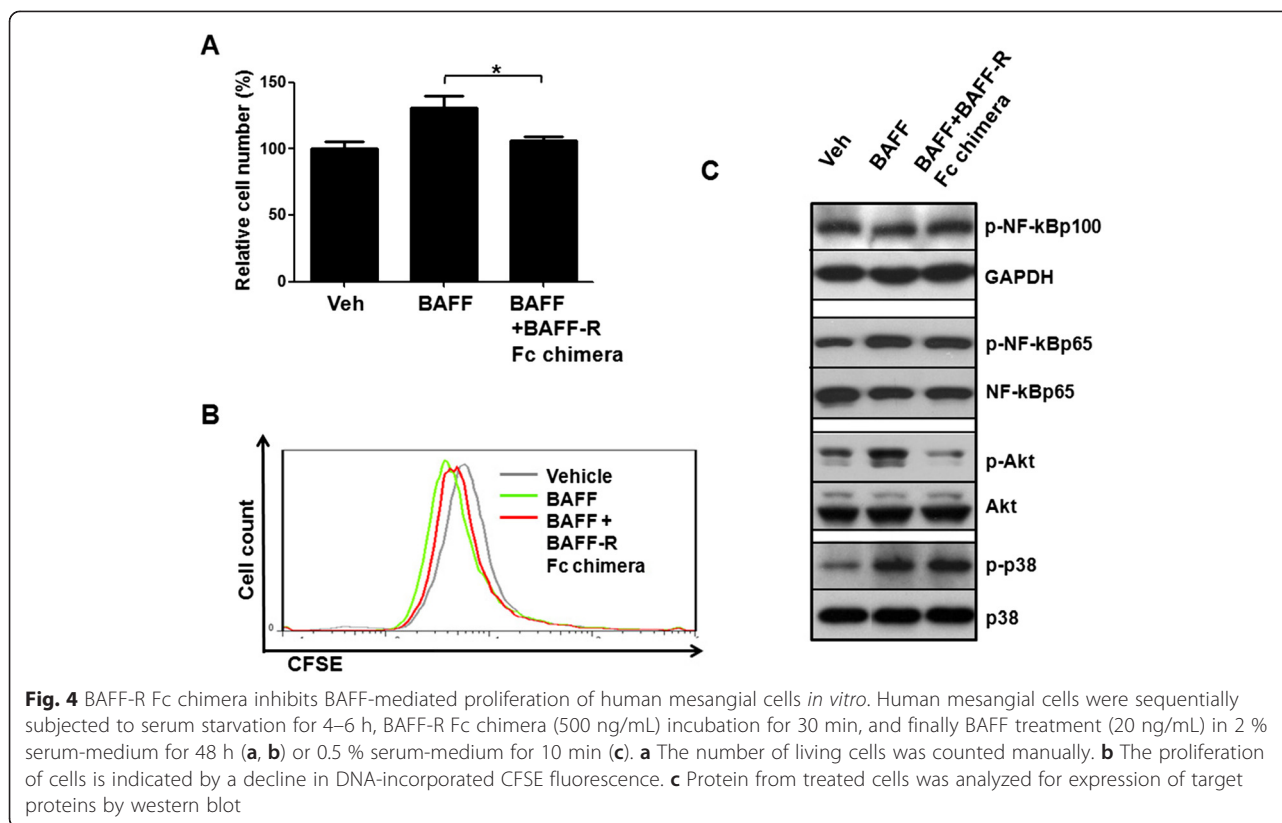 A
*
Relative cell number (%)
150
100
50
0
Veh
BAFF
BAFF
+BAFF-R
Fc chimera
B
Cell count
Vehicle
BAFF
BAFF +
BAFF-R
Fc chimera
0
CFSE
C
Veh
BAFF
BAFF+BAFF-R
Fc chimera
p-NF-kBp100
GAPDH
p-NF-kBp65
NF-kBp65
p-Akt
Akt
p-p38
p38
Fig. 4 BAFF-R Fc chimera inhibits BAFF-mediated proliferation of human mesangial cells in vitro. Human mesangial cells were sequentially
subjected to serum starvation for 4–6 h, BAFF-R Fc chimera (500 ng/mL) incubation for 30 min, and finally BAFF treatment (20 ng/mL) in 2 %
serum-medium for 48 h (a, b) or 0.5 % serum-medium for 10 min (c). a The number of living cells was counted manually. b The proliferation
of cells is indicated by a decline in DNA-incorporated CFSE fluorescence. c Protein from treated cells was analyzed for expression of target
proteins by western blot